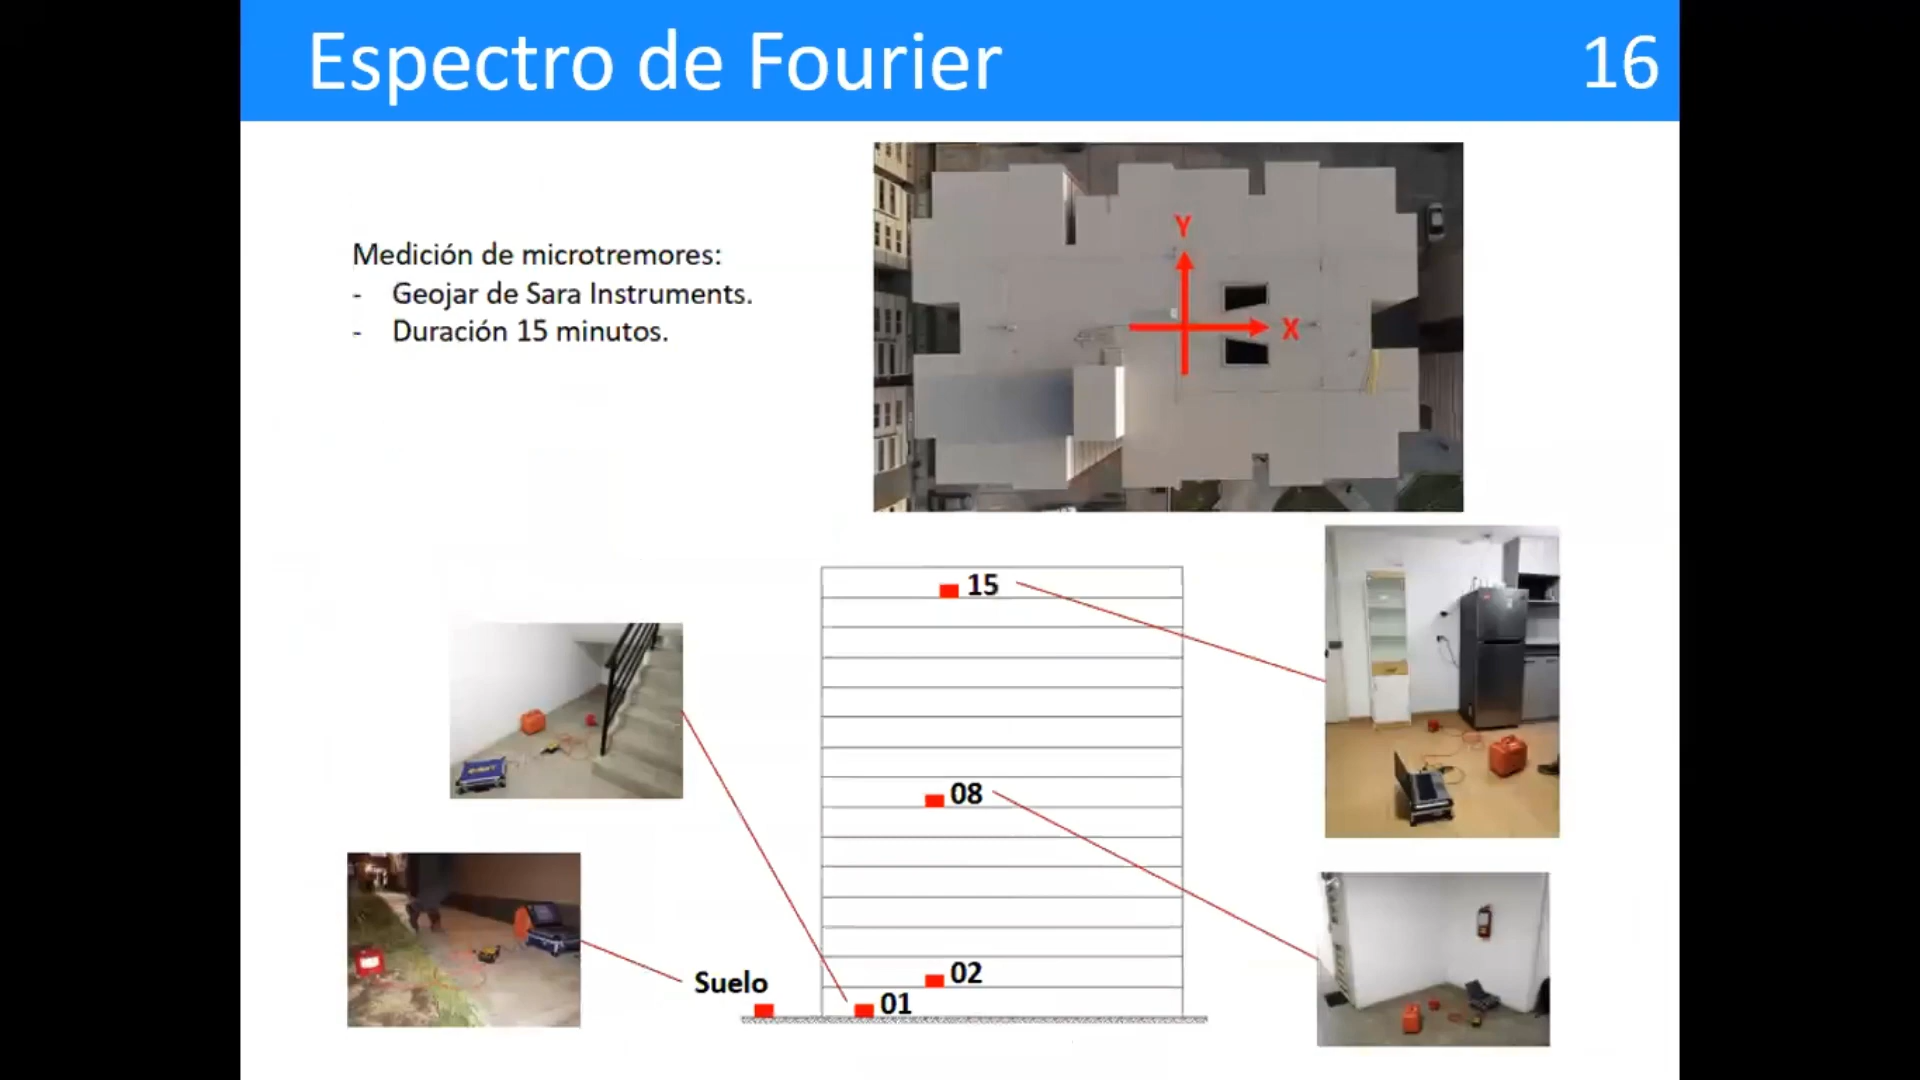 Espectro de Fourier
16
Medición de microtremores:
- Geojar de Sara Instruments.
- Duración 15 minutos.
Y
X
15
08
02
Suelo
01